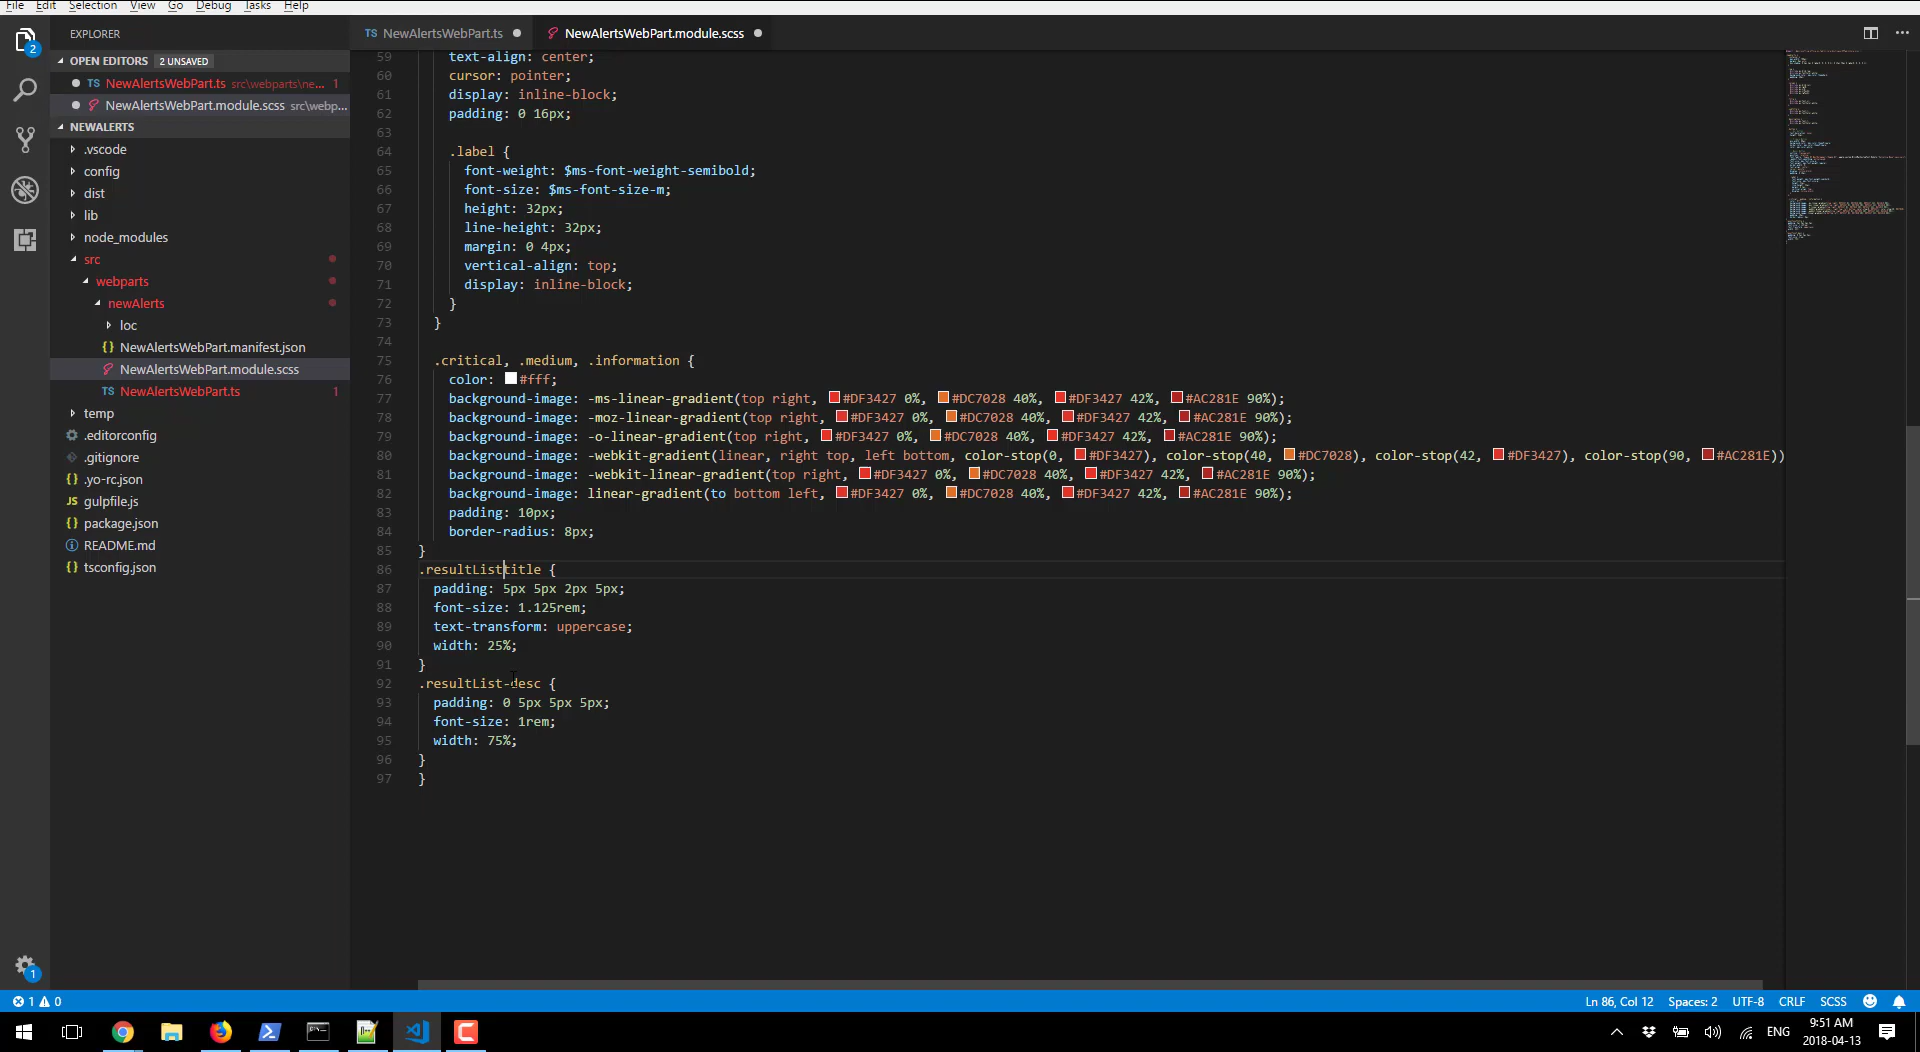 File Edit Selection View Go Debug Tasks Help
EXPLORER
OPEN EDITORS 2 UNSAVED
TS NewAlertsWebPart.ts src\webparts\ne... 1
NewAlertsWebPart.module.scss src\webp...
NEWALERTS
.vscode
config
dist
lib
node_modules
src
webparts
newAlerts
loc
{} NewAlertsWebPart.manifest.json
NewAlertsWebPart.module.scss
TS NewAlertsWebPart.ts 1
temp
.editorconfig
.gitignore
{} .yo-rc.json
JS gulpfile.js
{} package.json
README.md
{} tsconfig.json
2
1
TS NewAlertsWebPart.ts
NewAlertsWebPart.module.scss
59 text-align: center;
60 cursor: pointer;
61 display: inline-block;
62 padding: 0 16px;
63
64 .label {
65 font-weight: $ms-font-weight-semibold;
66 font-size: $ms-font-size-m;
67 height: 32px;
68 line-height: 32px;
69 margin: 0 4px;
70 vertical-align: top;
71 display: inline-block;
72 }
73 }
74
75 .critical, .medium, .information {
76 color: #fff;
77 background-image: -ms-linear-gradient(top right, #DF3427 0%, #DC7028 40%, #DF3427 42%, #AC281E 90%);
78 background-image: -moz-linear-gradient(top right, #DF3427 0%, #DC7028 40%, #DF3427 42%, #AC281E 90%);
79 background-image: -o-linear-gradient(top right, #DF3427 0%, #DC7028 40%, #DF3427 42%, #AC281E 90%);
80 background-image: -webkit-gradient(linear, right top, left bottom, color-stop(0, #DF3427), color-stop(40, #DC7028), color-stop(42, #DF3427), color-stop(90, #AC281E))
81 background-image: -webkit-linear-gradient(top right, #DF3427 0%, #DC7028 40%, #DF3427 42%, #AC281E 90%);
82 background-image: linear-gradient(to bottom left, #DF3427 0%, #DC7028 40%, #DF3427 42%, #AC281E 90%);
83 padding: 10px;
84 border-radius: 8px;
85 }
86 .resultListtitle {
87 padding: 5px 5px 2px 5px;
88 font-size: 1.125rem;
89 text-transform: uppercase;
90 width: 25%;
91 }
92 .resultList-desc {
93 padding: 0 5px 5px 5px;
94 font-size: 1rem;
95 width: 75%;
96 }
97 }
1 0
Ln 86, Col 12 Spaces: 2 UTF-8 CRLF SCSS
ENG
9:51 AM
2018-04-13